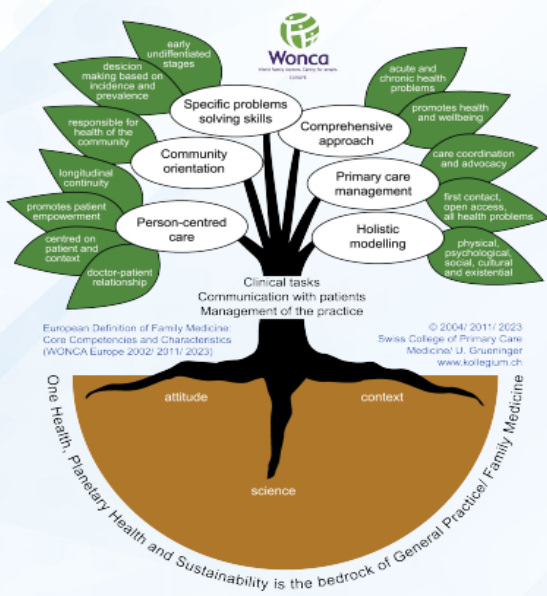 Wonca
World family doctors. Caring for people.
EUROPE
early
undiffentiated
stages
desicion
making based on
incidence and
prevalence
responsible for
health of the
community
longitudinal
continuity
promotes patient
empowerment
centred on
patient and
context
doctor-patient
relationship
Specific problems
solving skills
Community
orientation
Person-centred
care
Comprehensive
approach
Primary care
management
Holistic
modelling
acute and
chronic health
problems
promotes health
and wellbeing
care coordination
and advocacy
first contact,
open access,
all health problems
physical,
psychological,
social, cultural
and existential
Clinical tasks
Communication with patients
Management of the practice
European Definition of Family Medicine:
Core Competencies and Characteristics
(WONCA Europe 2002/ 2011/ 2023)
© 2004/ 2011/ 2023
Swiss College of Primary Care
Medicine/ U. Grueninger
www.kollegium.ch
attitude
context
science
One Health, Planetary Health and Sustainability is the bedrock of General Practice/ Family Medicine